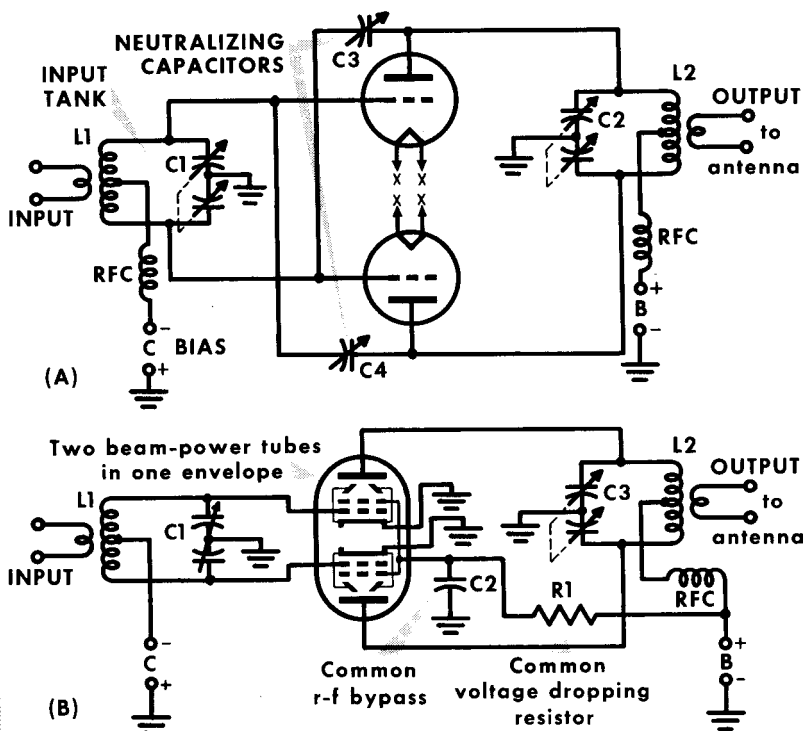 NEUTRALIZING
CAPACITORS
C3
INPUT
TANK
L1
C1
INPUT
RFC
-
C BIAS
+
(A)
X X
X X
C4
L2
C2
OUTPUT
to
antenna
RFC
+
B
-
Two beam-power tubes
in one envelope
L1
C1
INPUT
-
C
+
(B)
C2
L2
C3
OUTPUT
to
antenna
R1
RFC
+
B
-
Common
r-f bypass
Common
voltage dropping
resistor